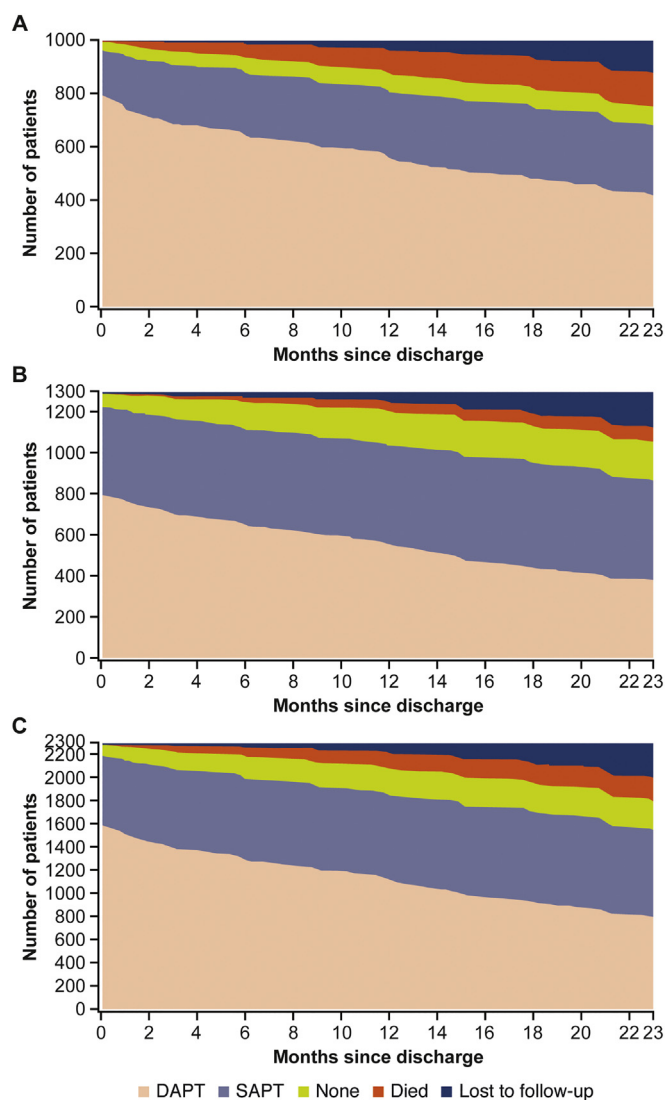 A
1000
800
600
400
200
0
0 2 4 6 8 10 12 14 16 18 20 22 23
Number of patients
Months since discharge
B
1300
1200
1000
800
600
400
200
0
0 2 4 6 8 10 12 14 16 18 20 22 23
Number of patients
Months since discharge
C
2300
2200
2000
1800
1600
1400
1200
1000
800
600
400
200
0
0 2 4 6 8 10 12 14 16 18 20 22 23
Number of patients
Months since discharge
DAPT SAPT None Died Lost to follow-up